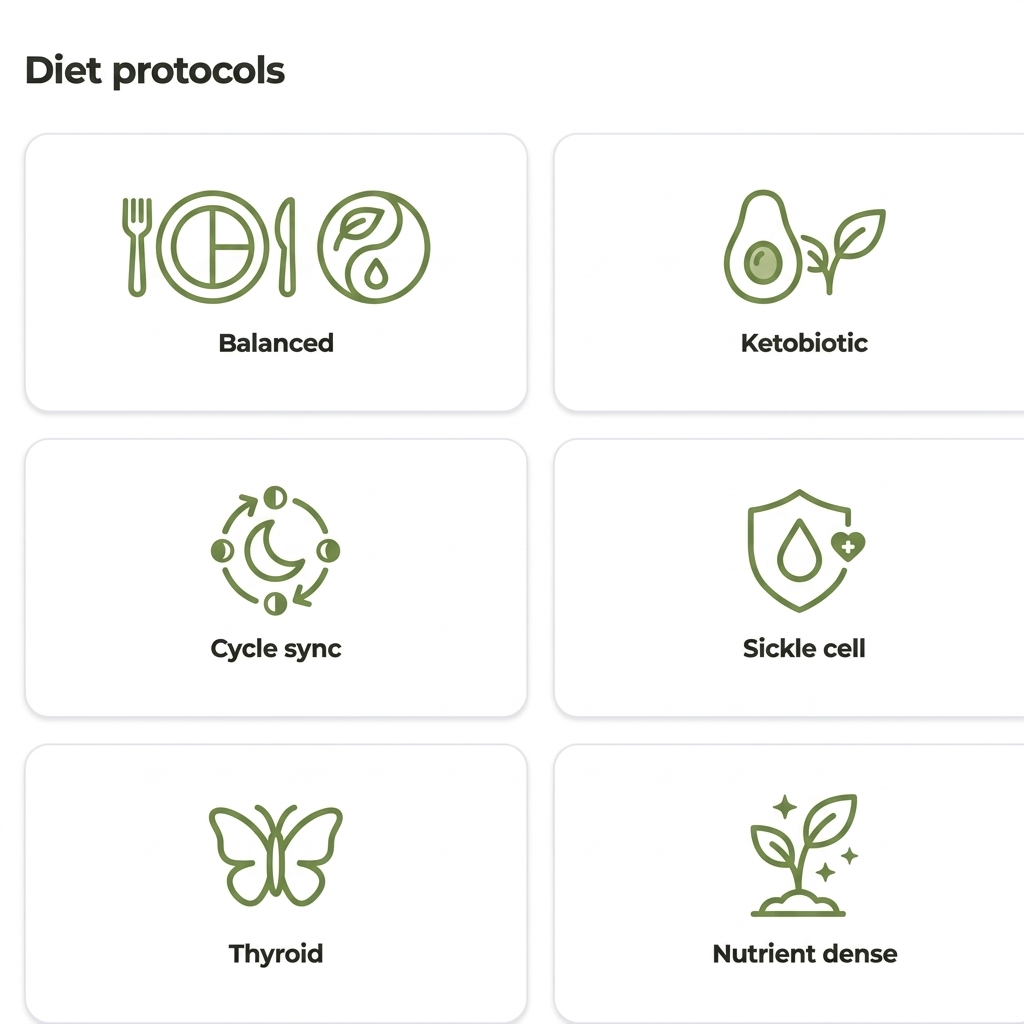 Diet protocols
Balanced
Ketobiotic
Cycle sync
Sickle cell
Thyroid
Nutrient dense